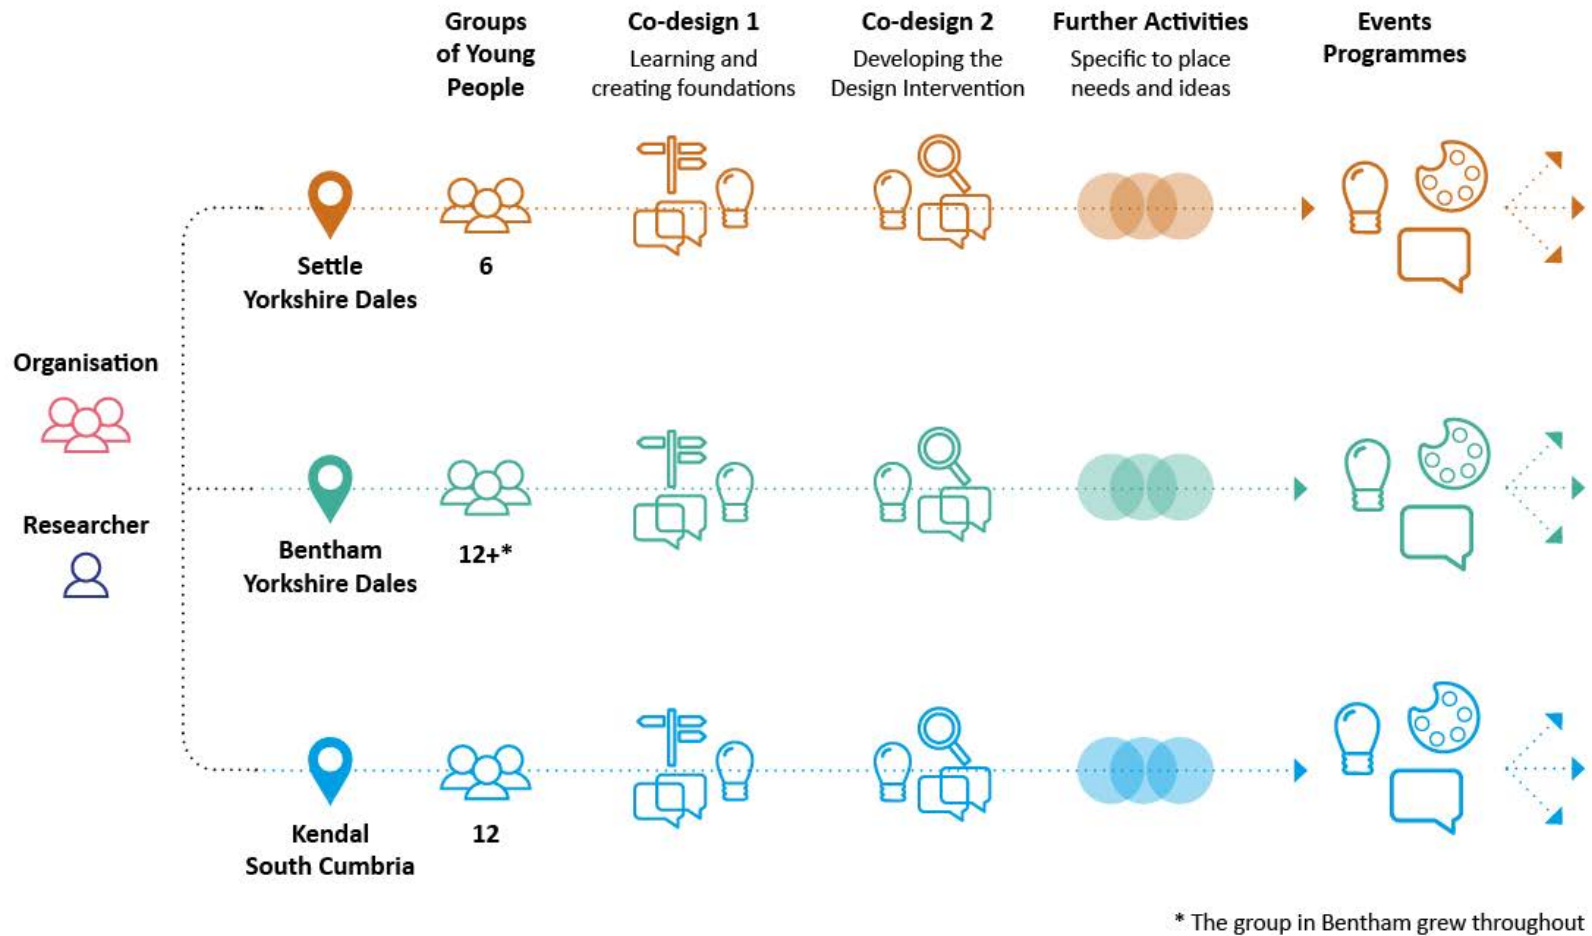 Groups
of Young
People
Co-design 1
Learning and
creating foundations
Co-design 2
Developing the
Design Intervention
Further Activities
Specific to place
needs and ideas
Events
Programmes
Settle
Yorkshire Dales
6
Organisation
Researcher
Bentham
Yorkshire Dales
12+*
Kendal
South Cumbria
12
* The group in Bentham grew throughout